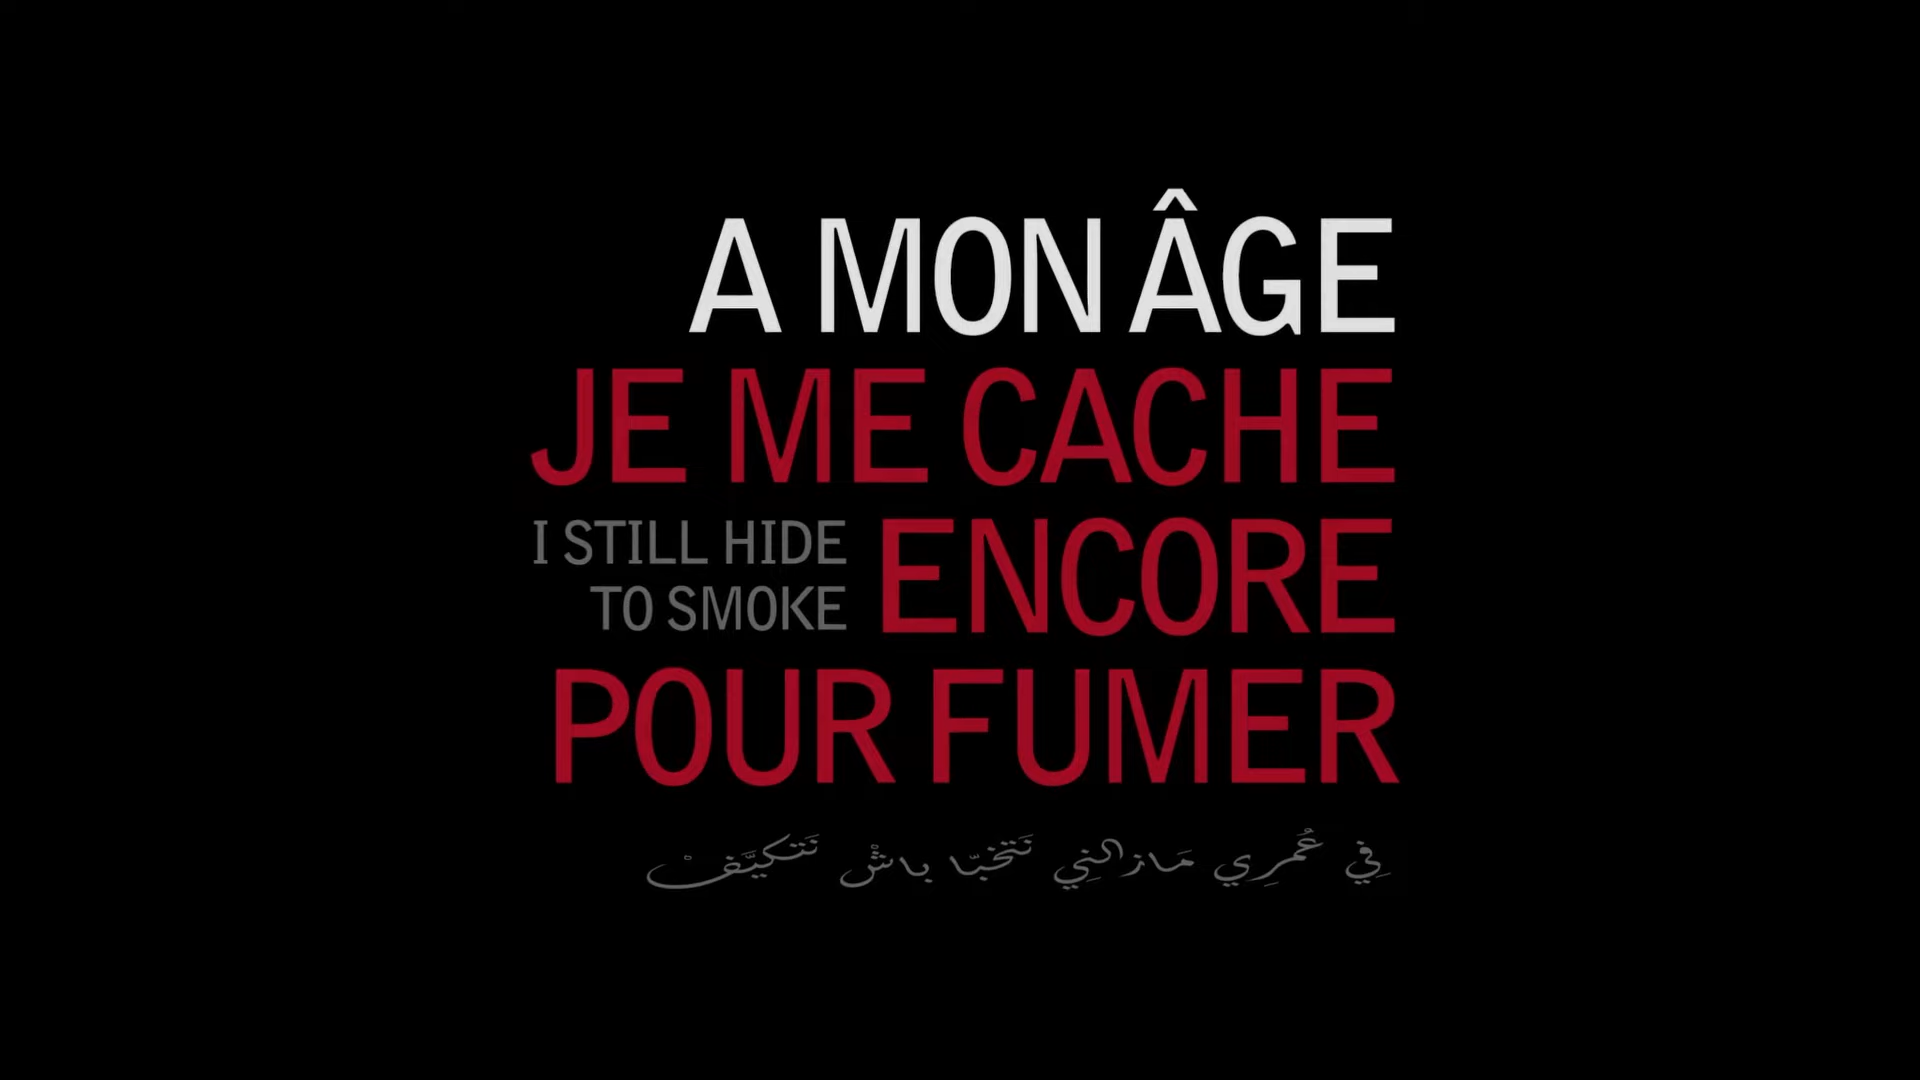 A MON ÂGE
JE ME CACHE
I STILL HIDE
TO SMOKE
ENCORE
POUR FUMER
فِي عُمرِي مَازالنِي نَتخبّا باشْ نَتكيَّفْ